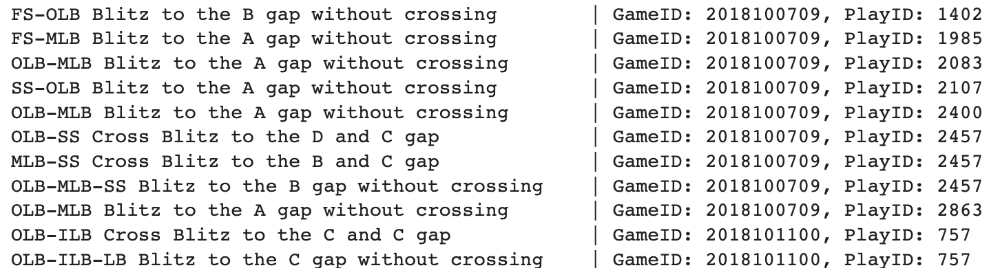 FS-OLB Blitz to the B gap without crossing | GameID: 2018100709, PlayID: 1402
FS-MLB Blitz to the A gap without crossing | GameID: 2018100709, PlayID: 1985
OLB-MLB Blitz to the A gap without crossing | GameID: 2018100709, PlayID: 2083
SS-OLB Blitz to the A gap without crossing | GameID: 2018100709, PlayID: 2107
OLB-MLB Blitz to the A gap without crossing | GameID: 2018100709, PlayID: 2400
OLB-SS Cross Blitz to the D and C gap | GameID: 2018100709, PlayID: 2457
MLB-SS Cross Blitz to the B and C gap | GameID: 2018100709, PlayID: 2457
OLB-MLB-SS Blitz to the B gap without crossing | GameID: 2018100709, PlayID: 2457
OLB-MLB Blitz to the A gap without crossing | GameID: 2018100709, PlayID: 2863
OLB-ILB Cross Blitz to the C and C gap | GameID: 2018101100, PlayID: 757
OLB-ILB-LB Blitz to the C gap without crossing | GameID: 2018101100, PlayID: 757